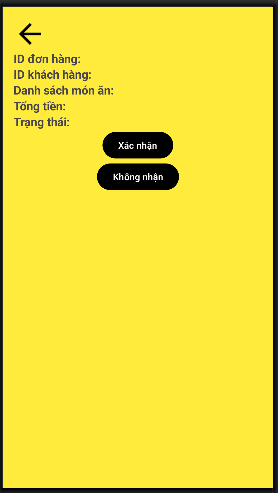 ID đơn hàng:
ID khách hàng:
Danh sách món ăn:
Tổng tiền:
Trạng thái:
Xác nhận
Không nhận